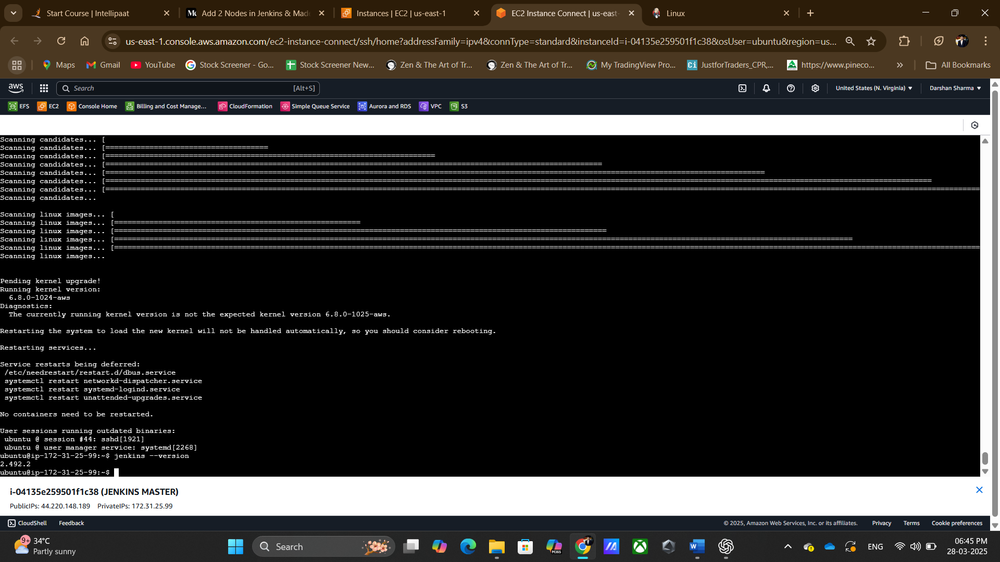 Start Course | Intellipaat
Add 2 Nodes in Jenkins & Made
Instances | EC2 | us-east-1
EC2 Instance Connect | us-east-
Linux
us-east-1.console.aws.amazon.com/ec2-instance-connect/ssh/home?addressFamily=ipv4&connType=standard&instanceId=i-04135e259501f1c38&osUser=ubuntu&region=us...
Maps
Gmail
YouTube
Stock Screener - Go...
Stock Screener New...
Zen & The Art of Tr...
Zen & The Art of Tr...
My TradingView Pro...
Ci JustforTraders_CPR,...
https://www.pineco...
All Bookmarks
aws
Search [Alt+S]
United States (N. Virginia)
Darshan Sharma
EFS
EC2
Console Home
Billing and Cost Manage...
CloudFormation
Simple Queue Service
Aurora and RDS
VPC
S3
Scanning candidates... [
Scanning candidates... [=====================================
Scanning candidates... [===========================================================================
Scanning candidates... [=================================================================================================================
Scanning candidates... [======================================================================================================================================================
Scanning candidates... [============================================================================================================================================================================================
Scanning candidates... [=======================================================================================================================================================================================================
Scanning candidates...
Scanning linux images... [
Scanning linux images... [========================================================
Scanning linux images... [================================================================================================================
Scanning linux images... [========================================================================================================================================================================
Scanning linux images... [=====================================================================================================================================================================================================
Scanning linux images...
Pending kernel upgrade!
Running kernel version:
6.8.0-1024-aws
Diagnostics:
The currently running kernel version is not the expected kernel version 6.8.0-1025-aws.
Restarting the system to load the new kernel will not be handled automatically, so you should consider rebooting.
Restarting services...
Service restarts being deferred:
/etc/needrestart/restart.d/dbus.service
systemctl restart networkd-dispatcher.service
systemctl restart systemd-logind.service
systemctl restart unattended-upgrades.service
No containers need to be restarted.
User sessions running outdated binaries:
ubuntu @ session #44: sshd[1921]
ubuntu @ user manager service: systemd[2268]
ubuntu@ip-172-31-25-99:~$ jenkins --version
2.492.2
ubuntu@ip-172-31-25-99:~$
i-04135e259501f1c38 (JENKINS MASTER)
PublicIPs: 44.220.148.189 PrivateIPs: 172.31.25.99
CloudShell
Feedback
© 2025, Amazon Web Services, Inc. or its affiliates.
Privacy
Terms
Cookie preferences
9+
34°C
Partly sunny
Search
M365
ENG
06:45 PM
28-03-2025